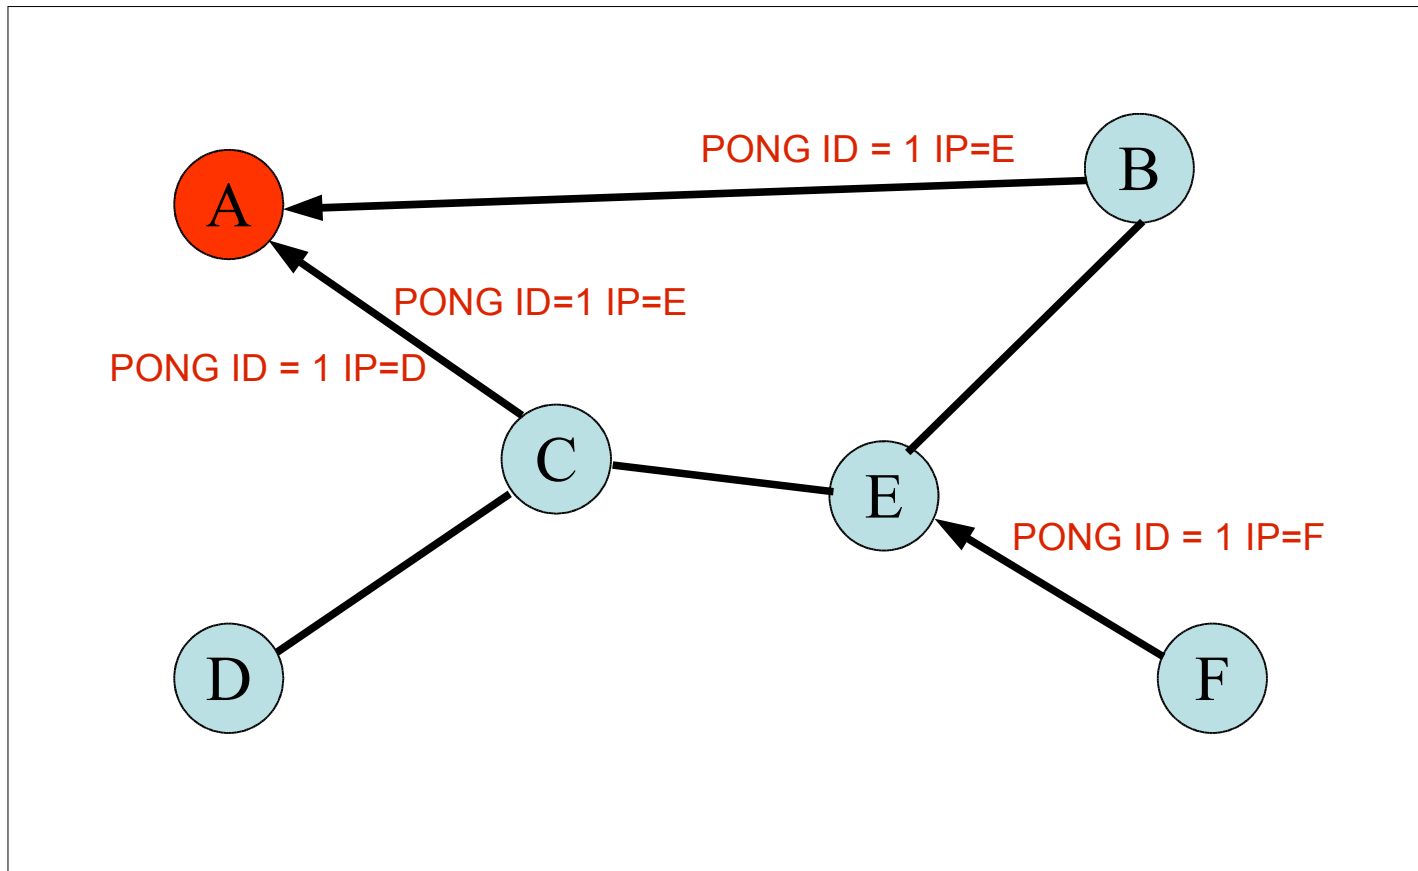 PONG ID = 1 IP=E
B
A
PONG ID=1 IP=E
PONG ID = 1 IP=D
C
E
PONG ID = 1 IP=F
D
F